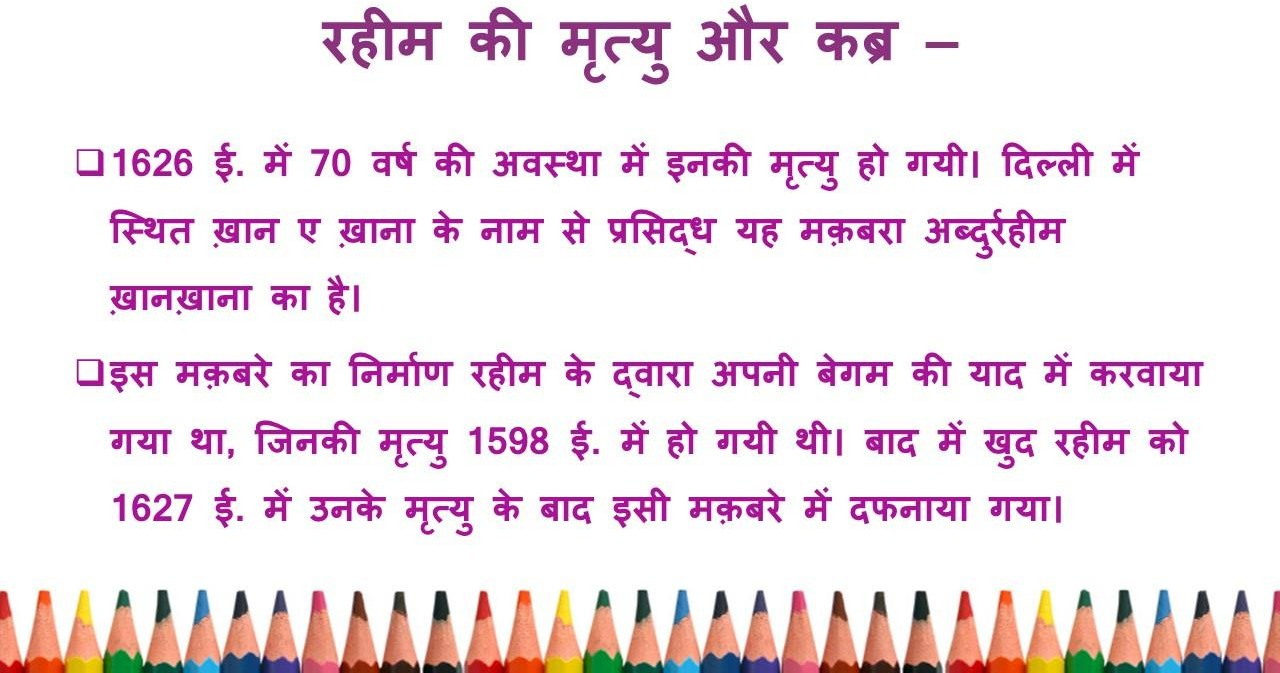 रहीम की मृत्यु और कब्र –
❑1626 ई. में 70 वर्ष की अवस्था में इनकी मृत्यु हो गयी। दिल्ली में
स्थित ख़ान ए ख़ाना के नाम से प्रसिद्ध यह मक़बरा अब्दुर्रहीम
ख़ानख़ाना का है।
❑इस मक़बरे का निर्माण रहीम के द्वारा अपनी बेगम की याद में करवाया
गया था, जिनकी मृत्यु 1598 ई. में हो गयी थी। बाद में खुद रहीम को
1627 ई. में उनके मृत्यु के बाद इसी मक़बरे में दफनाया गया।